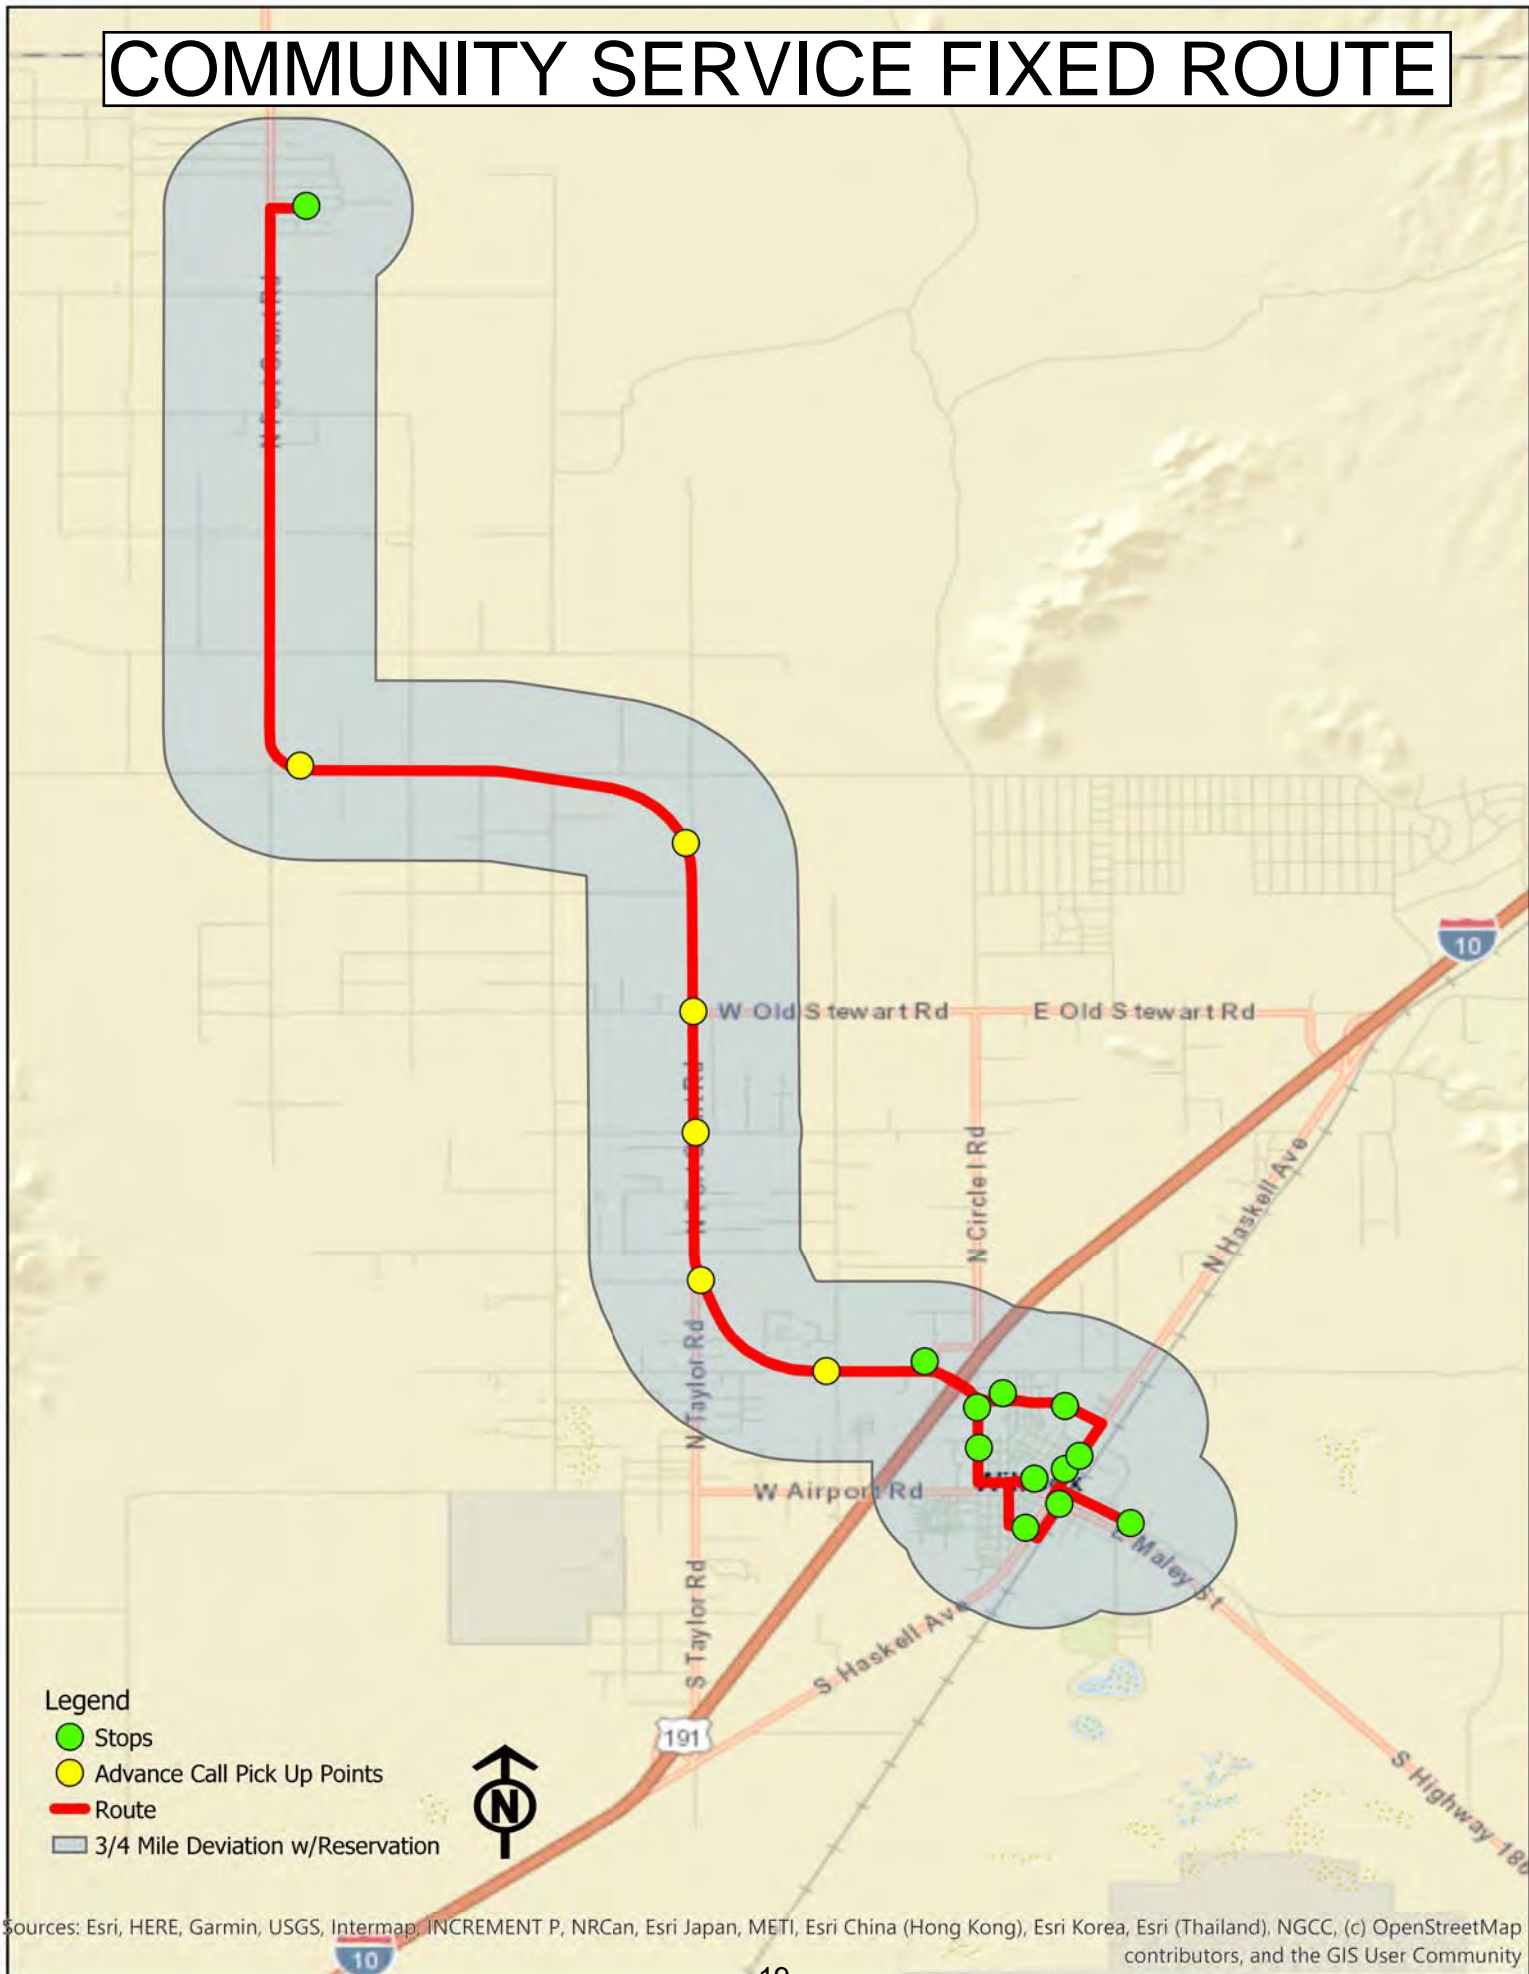 COMMUNITY SERVICE FIXED ROUTE
10
W Old Stewart Rd
E Old Stewart Rd
N Circle I Rd
N Haskell Ave
N Taylor Rd
W Airport Rd
E Maley St
S Taylor Rd
S Haskell Ave
191
S Highway 186
Legend
Stops
Advance Call Pick Up Points
Route
3/4 Mile Deviation w/Reservation
N
Sources: Esri, HERE, Garmin, USGS, Intermap, INCREMENT P, NRCan, Esri Japan, METI, Esri China (Hong Kong), Esri Korea, Esri (Thailand), NGCC, (c) OpenStreetMap
contributors, and the GIS User Community
10
19